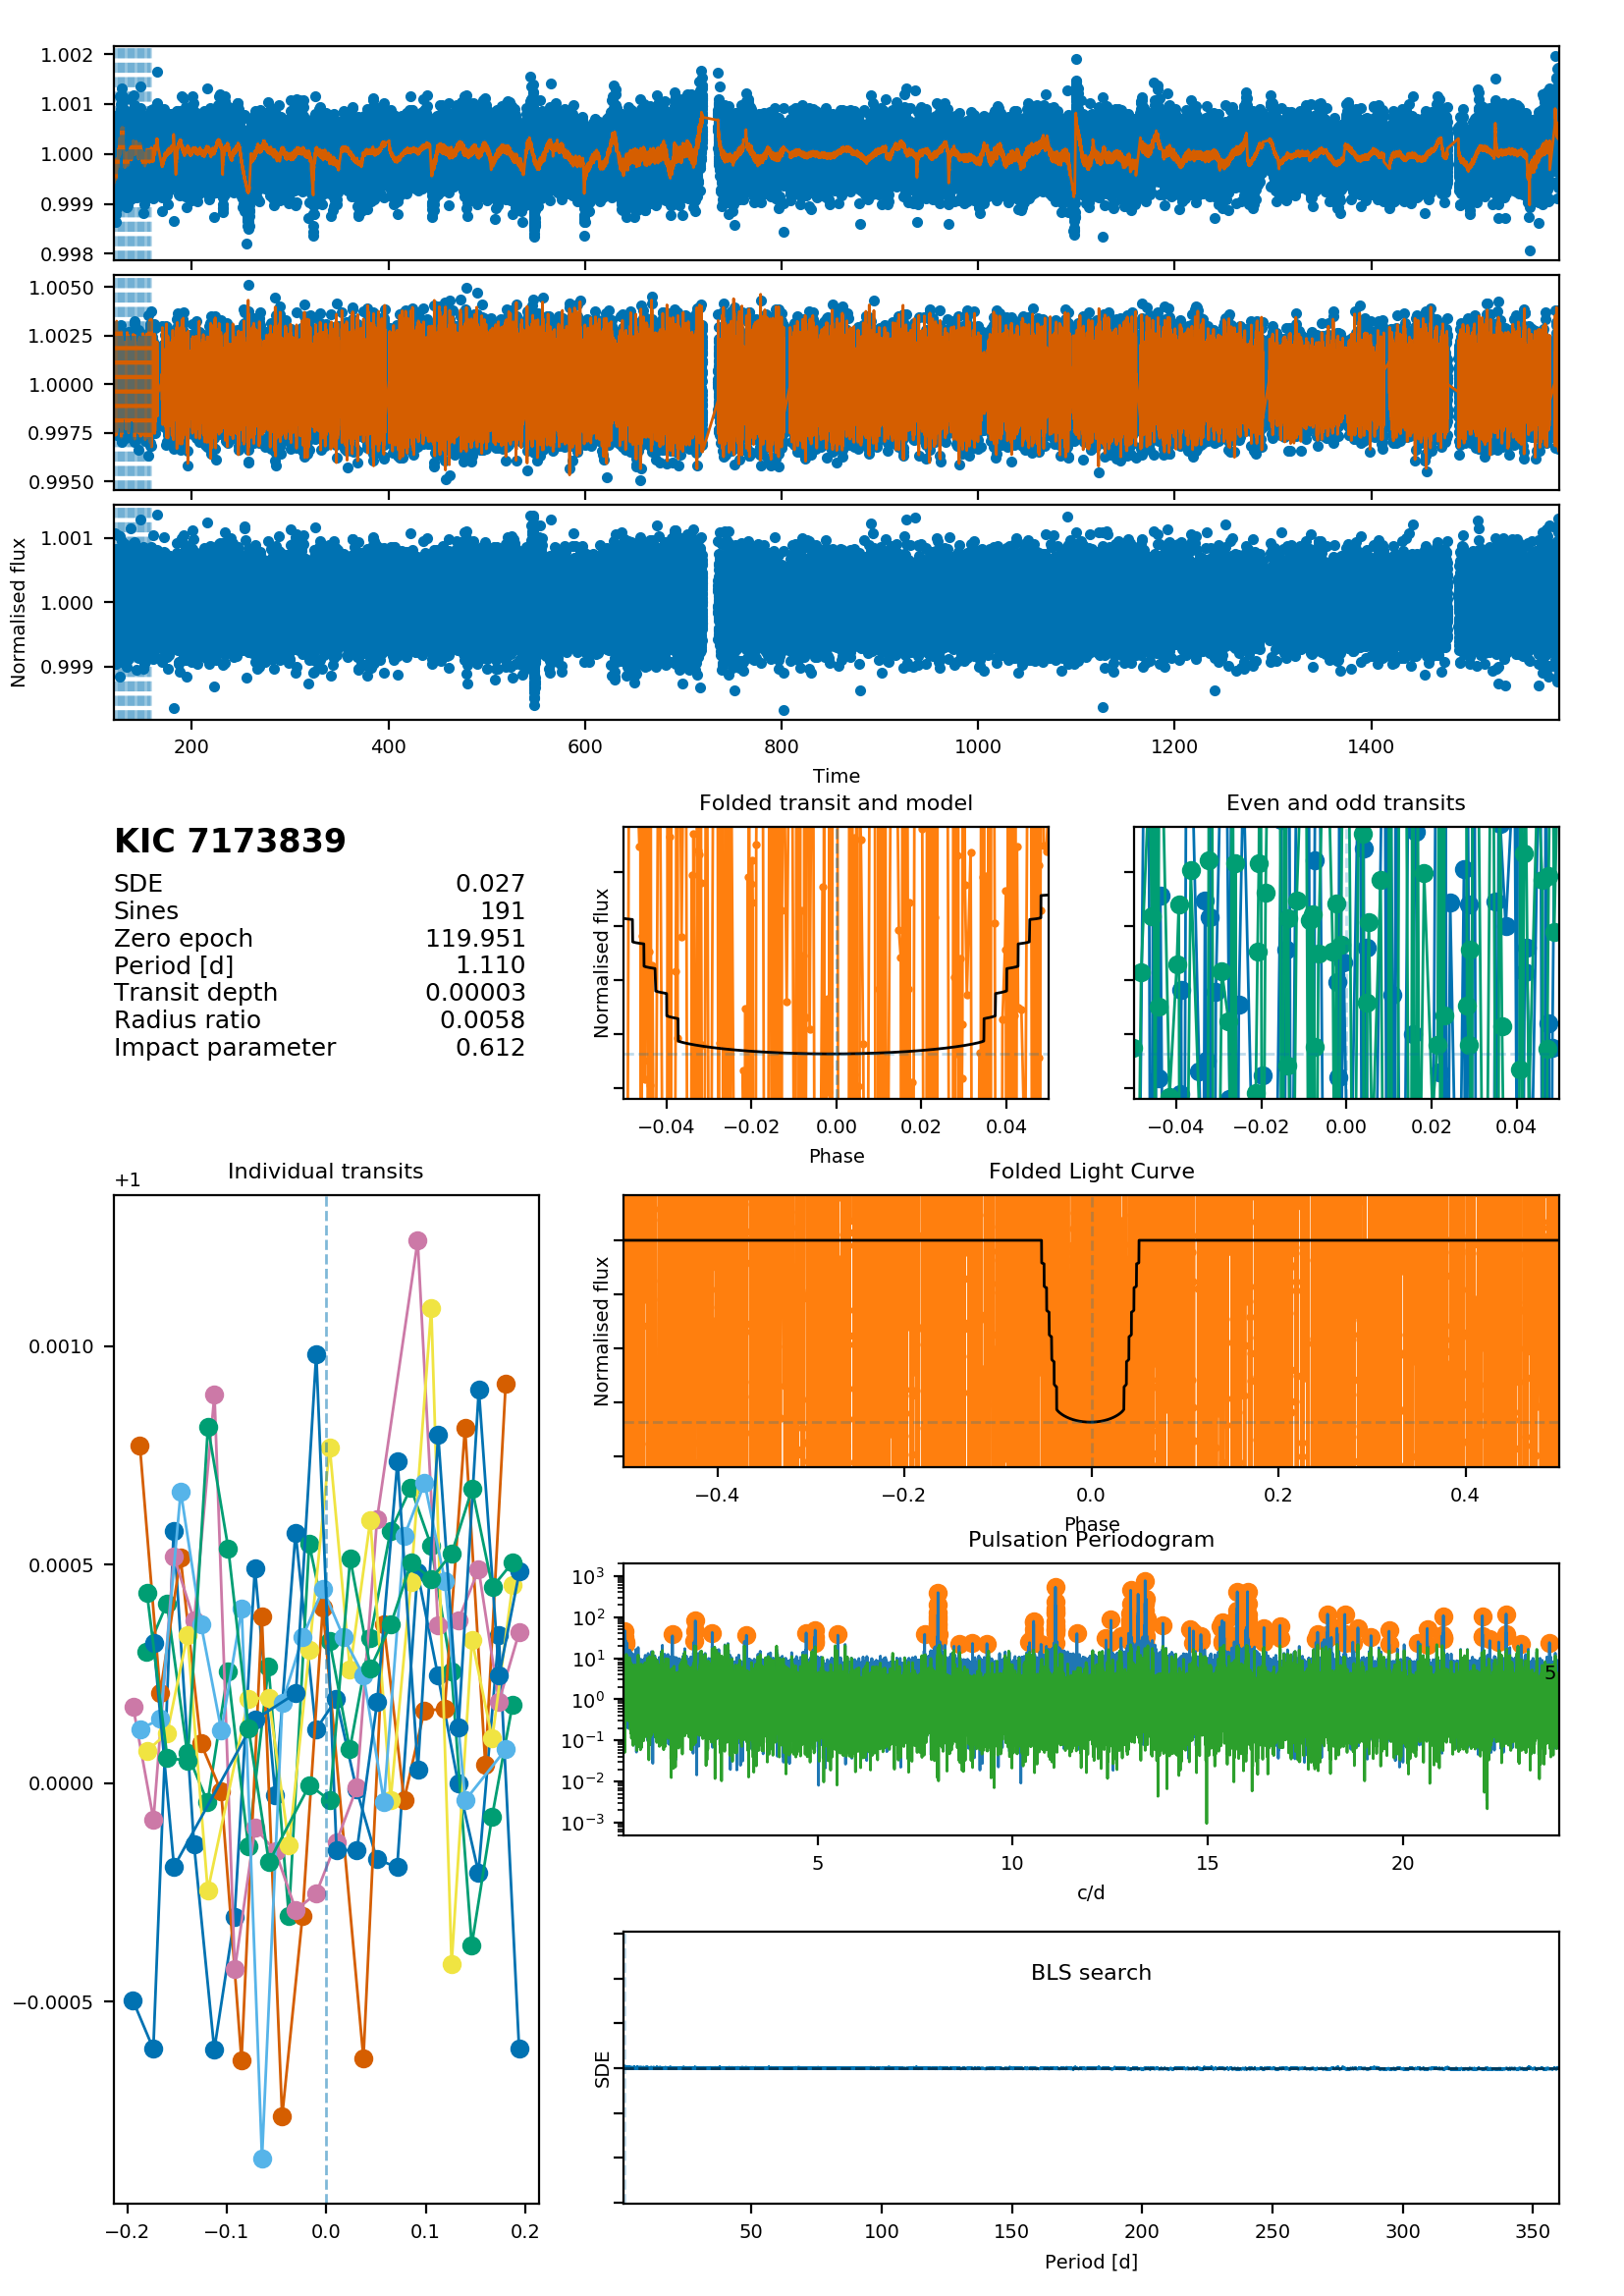 1.002
1.001
1.000
0.999
0.998
1.0050
1.0025
1.0000
0.9975
0.9950
Normalised flux
1.001
1.000
0.999
200 400 600 800 1000 1200 1400
Time
KIC 7173839
SDE 0.027
Sines 191
Zero epoch 119.951
Period [d] 1.110
Transit depth 0.00003
Radius ratio 0.0058
Impact parameter 0.612
Folded transit and model
Normalised flux
−0.04 −0.02 0.00 0.02 0.04
Phase
Even and odd transits
−0.04 −0.02 0.00 0.02 0.04
Individual transits
+1
0.0010
0.0005
0.0000
−0.0005
−0.2 −0.1 0.0 0.1 0.2
Folded Light Curve
Normalised flux
−0.4 −0.2 0.0 0.2 0.4
Phase
Pulsation Periodogram
10³
10²
10¹
10⁰
10⁻¹
10⁻²
10⁻³
5
5 10 15 20
c/d
BLS search
SDE
50 100 150 200 250 300 350
Period [d]